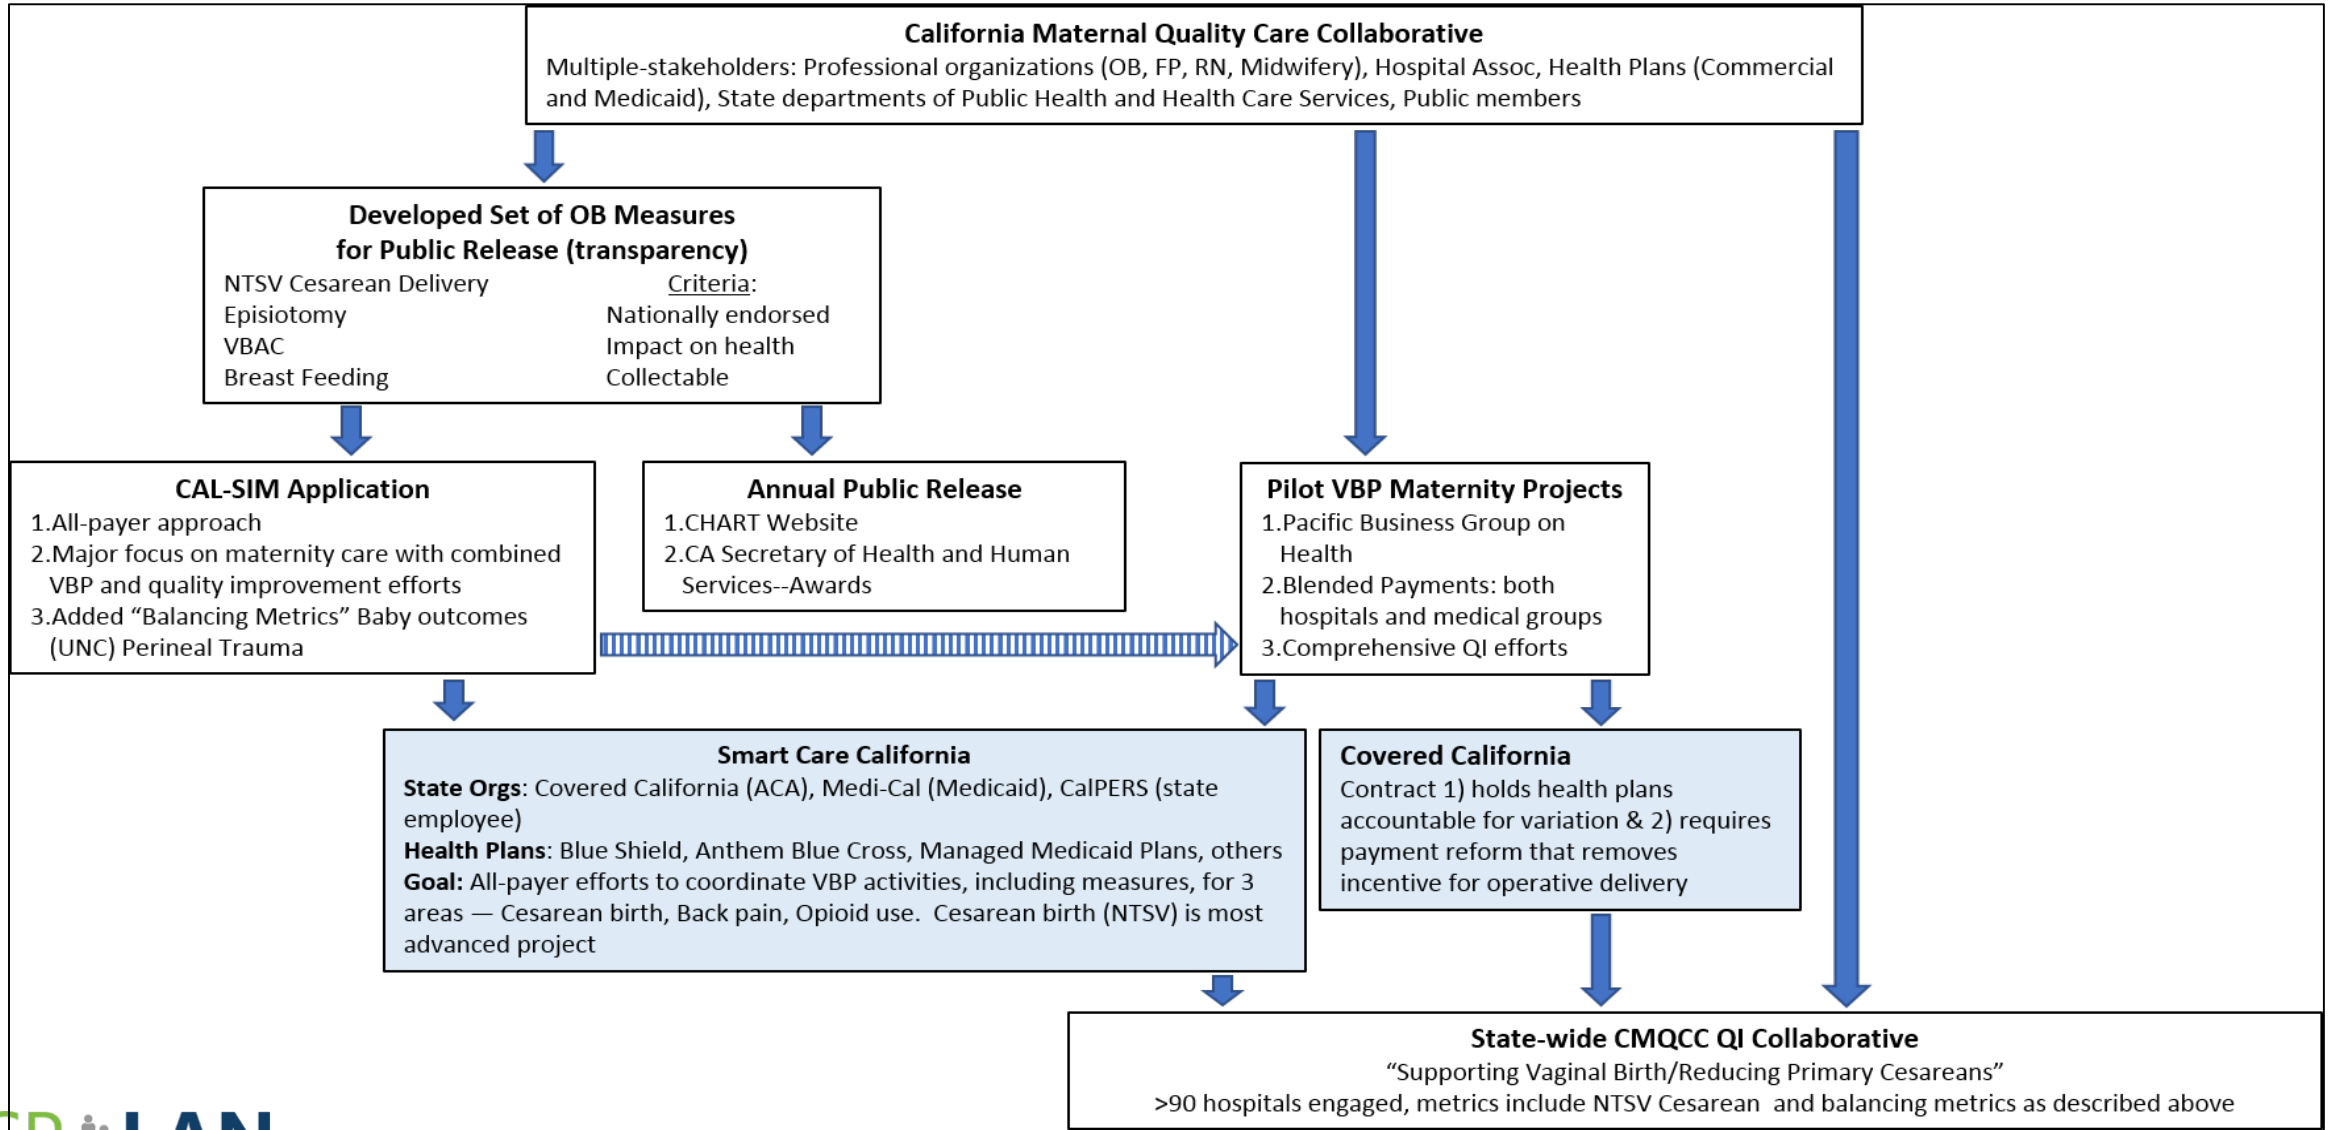 California Maternal Quality Care Collaborative
Multiple-stakeholders: Professional organizations (OB, FP, RN, Midwifery), Hospital Assoc, Health Plans (Commercial
and Medicaid), State departments of Public Health and Health Care Services, Public members
Developed Set of OB Measures
for Public Release (transparency)
NTSV Cesarean Delivery
Episiotomy
VBAC
Breast Feeding
Criteria:
Nationally endorsed
Impact on health
Collectable
CAL-SIM Application
1.All-payer approach
2.Major focus on maternity care with combined
VBP and quality improvement efforts
3.Added “Balancing Metrics” Baby outcomes
(UNC) Perineal Trauma
Annual Public Release
1.CHART Website
2.CA Secretary of Health and Human
Services--Awards
Pilot VBP Maternity Projects
1.Pacific Business Group on
Health
2.Blended Payments: both
hospitals and medical groups
3.Comprehensive QI efforts
Smart Care California
State Orgs: Covered California (ACA), Medi-Cal (Medicaid), CalPERS (state
employee)
Health Plans: Blue Shield, Anthem Blue Cross, Managed Medicaid Plans, others
Goal: All-payer efforts to coordinate VBP activities, including measures, for 3
areas — Cesarean birth, Back pain, Opioid use.  Cesarean birth (NTSV) is most
advanced project
Covered California
Contract 1) holds health plans
accountable for variation & 2) requires
payment reform that removes
incentive for operative delivery
State-wide CMQCC QI Collaborative
“Supporting Vaginal Birth/Reducing Primary Cesareans”
>90 hospitals engaged, metrics include NTSV Cesarean  and balancing metrics as described above
LAN